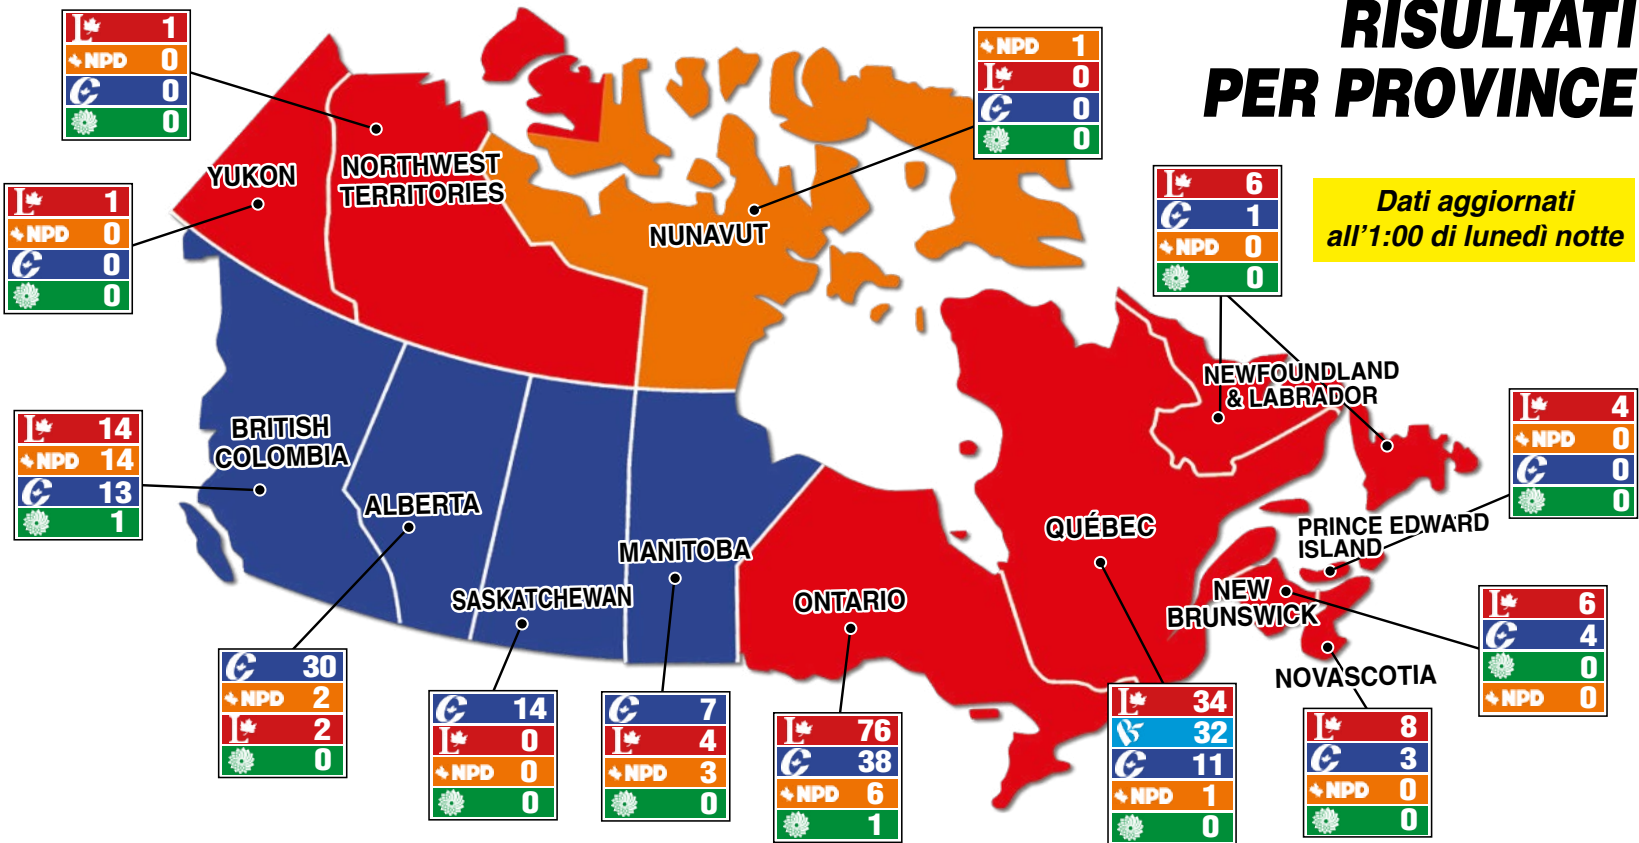 RISULTATI
PER PROVINCE
Dati aggiornati
all'1:00 di lunedì notte
L 1
NPD 0
C 0
0
YUKON
NORTHWEST
TERRITORIES
L 1
NPD 0
C 0
0
NUNAVUT
NPD 1
L 0
C 0
0
L 6
C 1
NPD 0
0
NEWFOUNDLAND
& LABRADOR
L 14
NPD 14
C 13
1
BRITISH
COLOMBIA
ALBERTA
MANITOBA
SASKATCHEWAN
ONTARIO
QUÉBEC
PRINCE EDWARD
ISLAND
L 4
NPD 0
C 0
0
NEW
BRUNSWICK
NOVASCOTIA
L 6
C 4
0
NPD 0
C 30
NPD 2
L 2
0
C 14
L 0
NPD 0
0
C 7
L 4
NPD 3
0
L 76
C 38
NPD 6
1
L 34
32
C 11
NPD 1
0
L 8
C 3
NPD 0
0